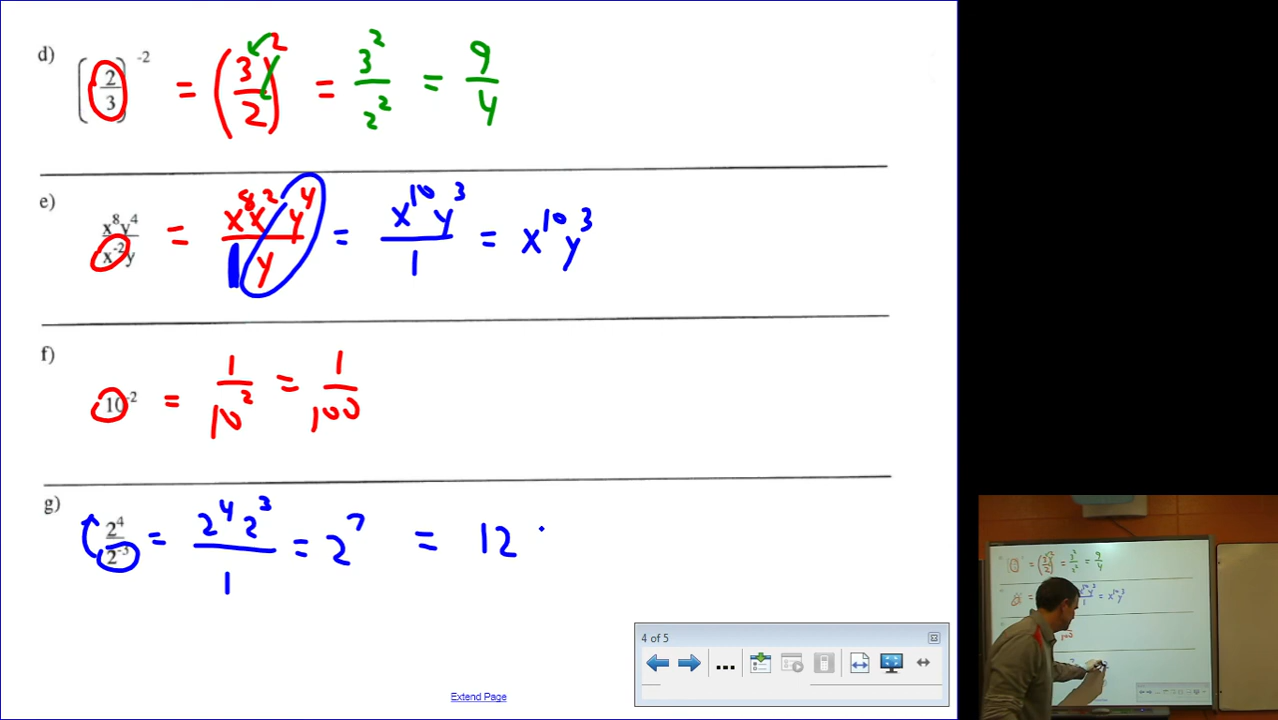 d) (2/3)^-2 = (3/2)^2 = 3^2/2^2 = 9/4
e) x^8y^4/x^-2y = x^8x^2y^4/y = x^10y^3/1 = x^10y^3
f) 10^-2 = 1/10^2 = 1/100
g) 2^4/2^-3 = 2^4 2^3/1 = 2^7 = 12
4 of 5
Extend Page